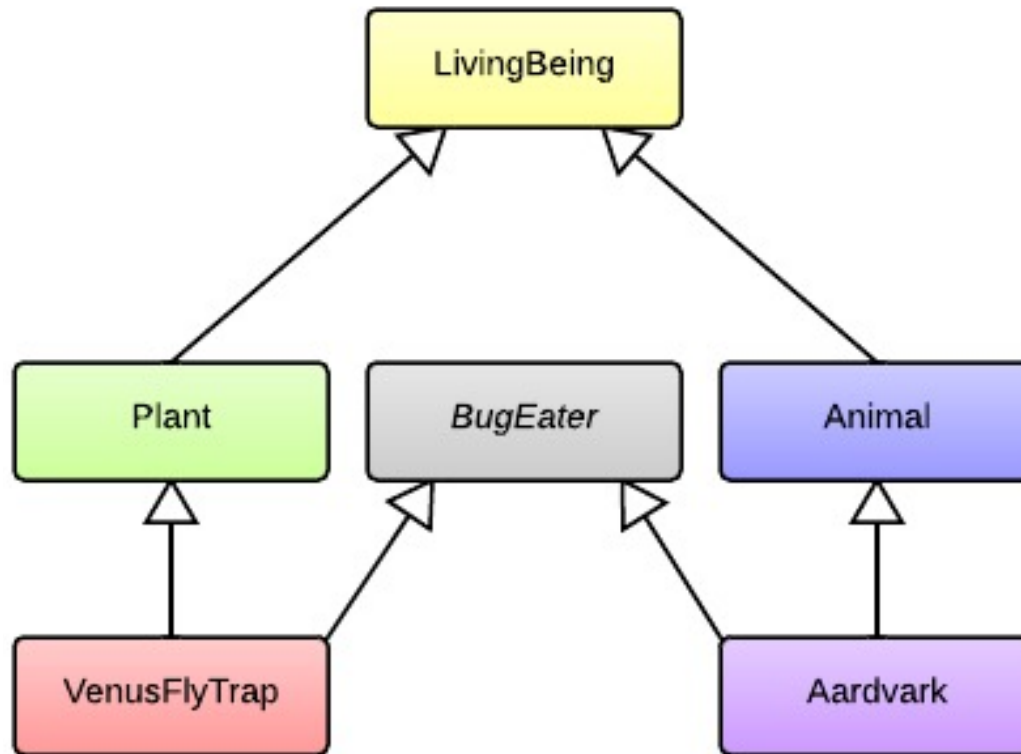 LivingBeing
Plant
BugEater
Animal
VenusFlyTrap
Aardvark